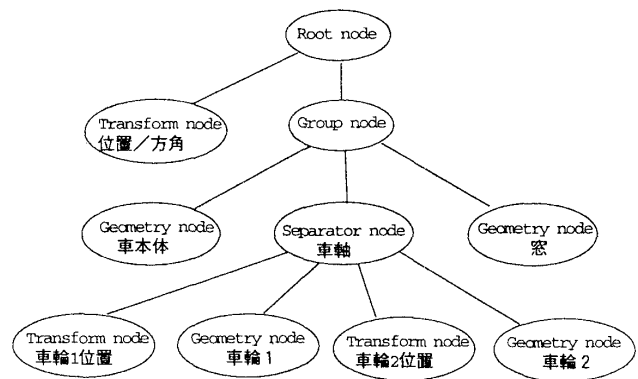 Root node
Transform node
位置／方角
Group node
Geometry node
車本体
Separator node
車軸
Geometry node
窓
Transform node
車輪1位置
Geometry node
車輪1
Transform node
車輪2位置
Geometry node
車輪2